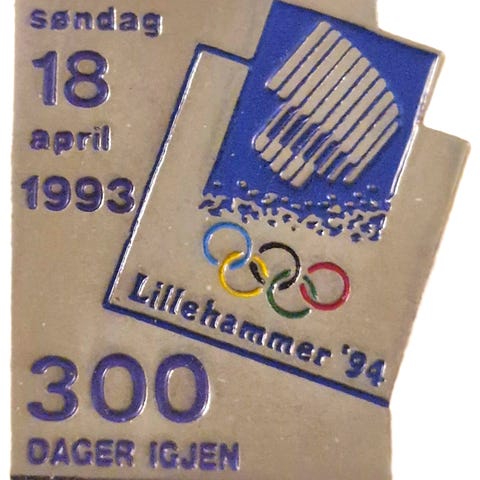 søndag
18
april
1993
Lillehammer '94
300
DAGER IGJEN